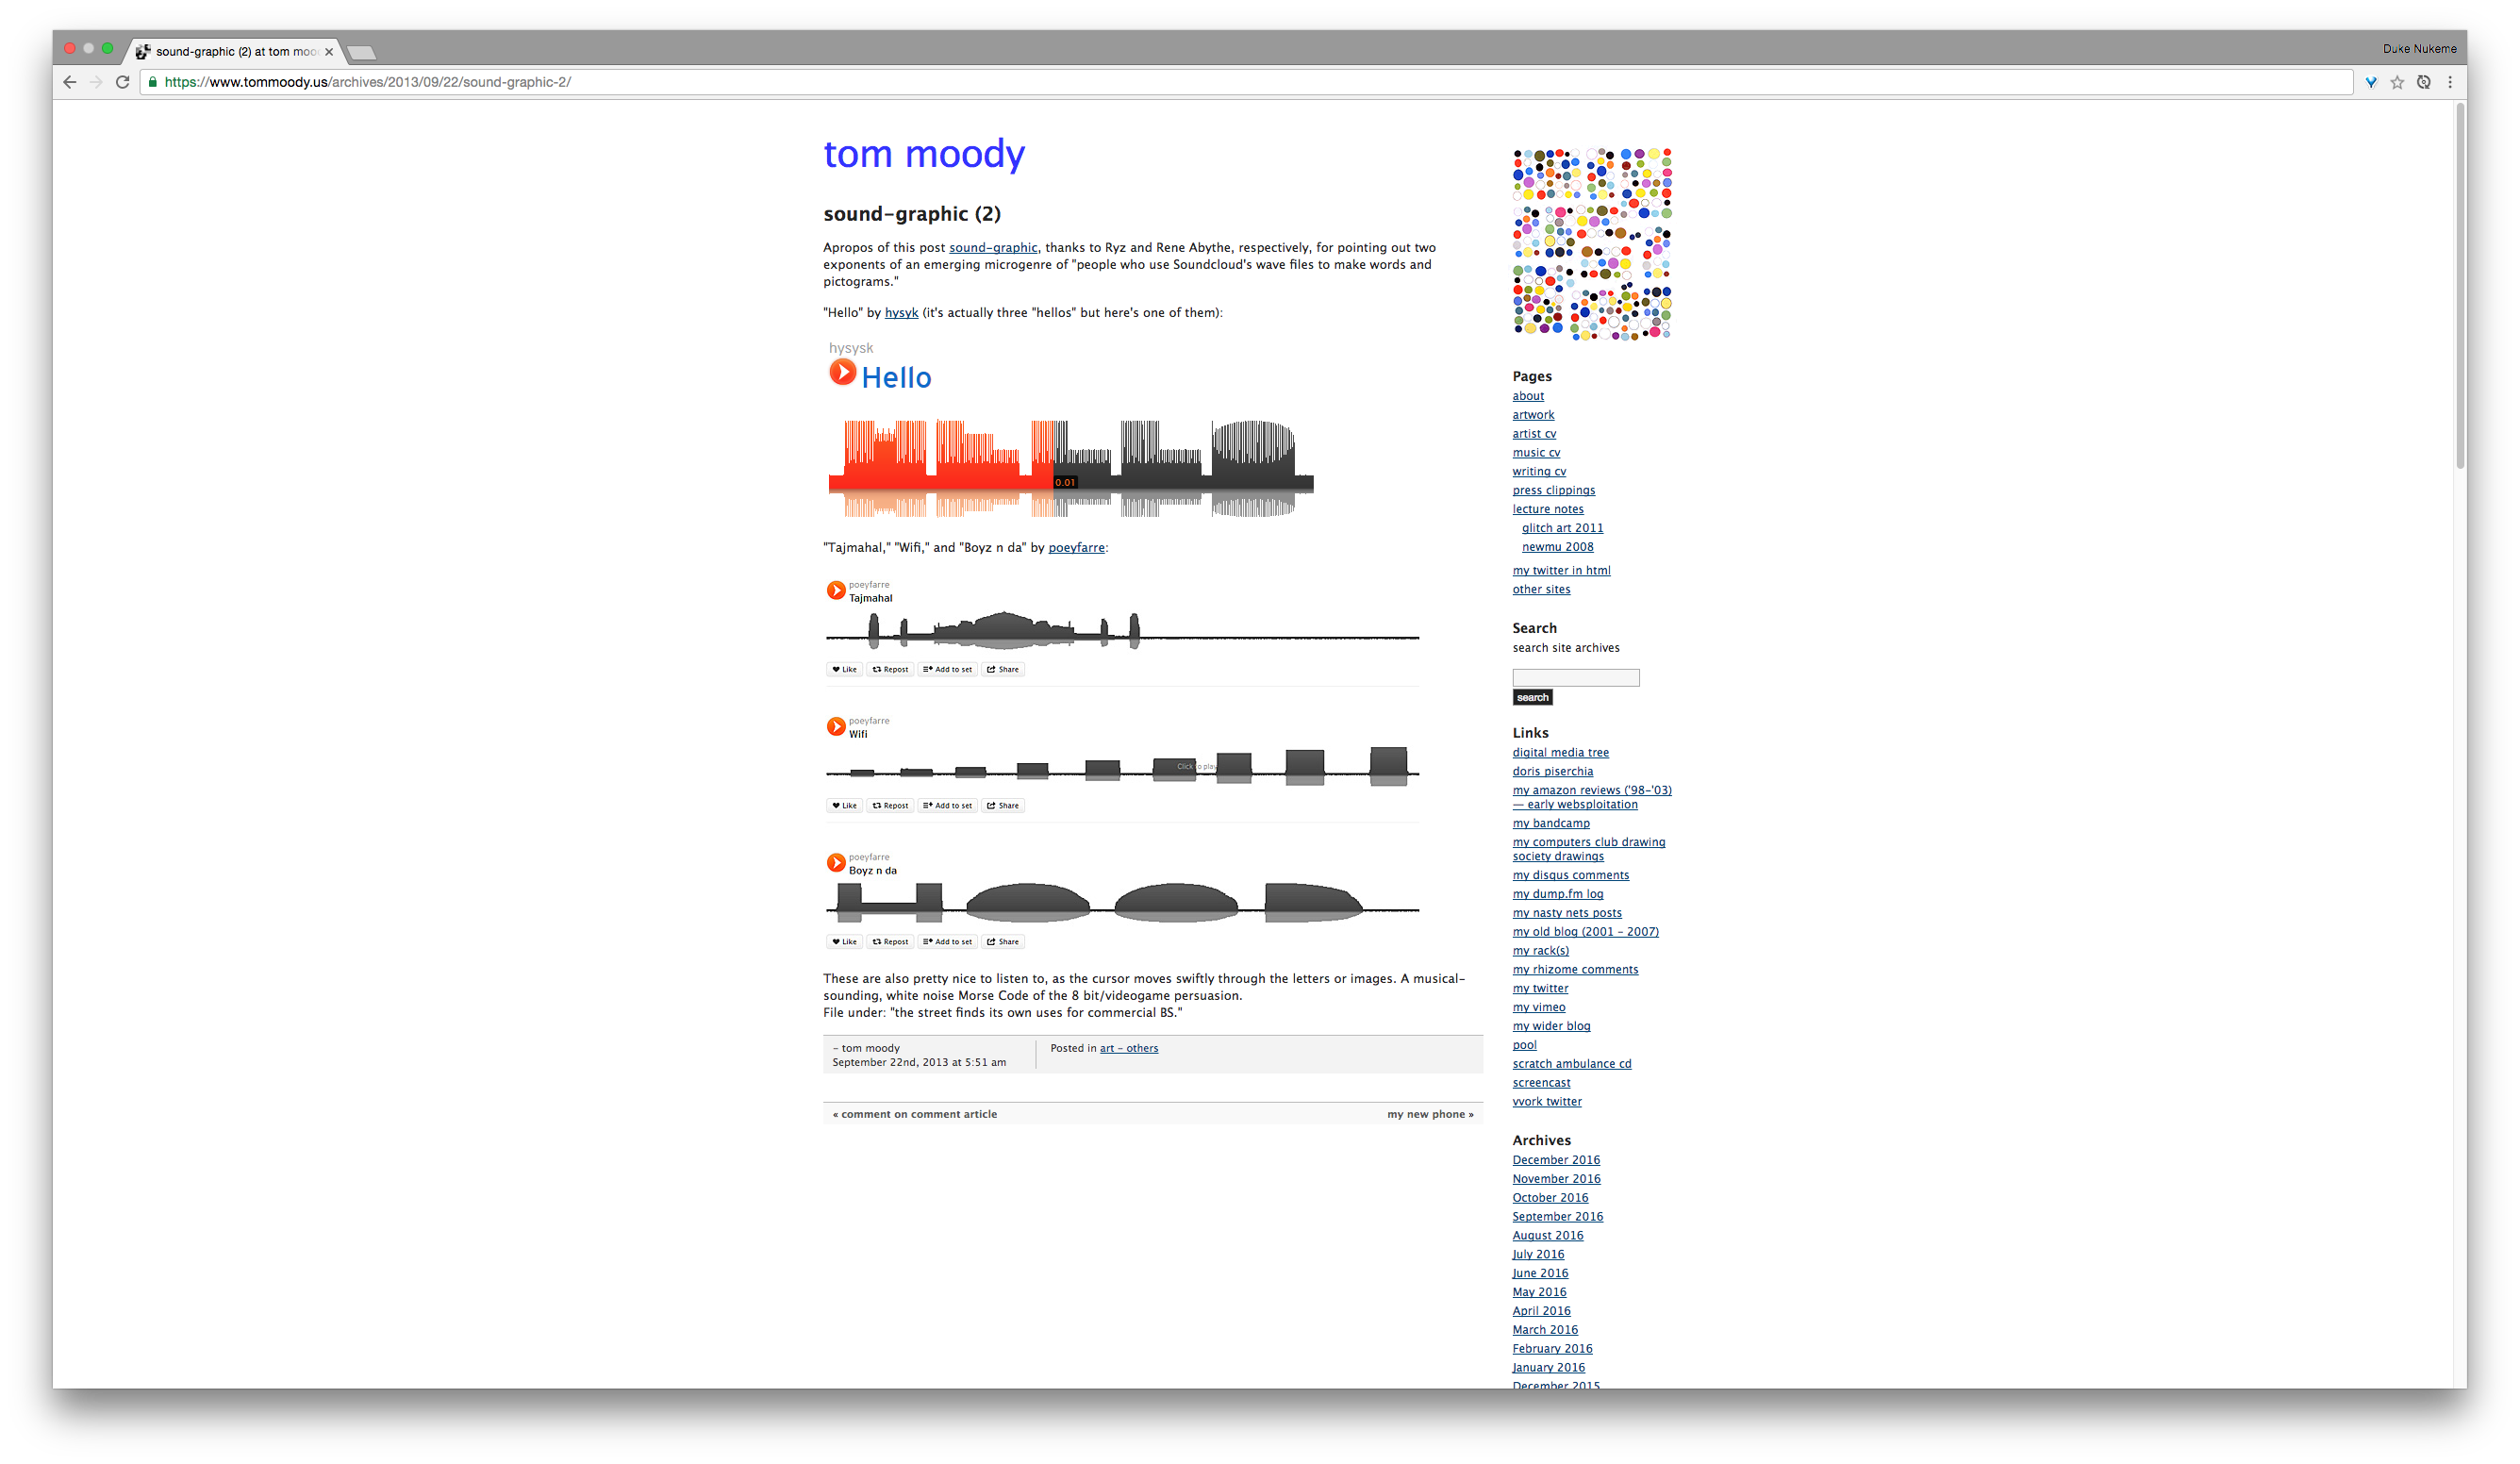 sound-graphic (2) at tom moo
Duke Nukeme
https://www.tommoody.us/archives/2013/09/22/sound-graphic-2/
tom moody
sound-graphic (2)
Apropos of this post sound-graphic, thanks to Ryz and Rene Abythe, respectively, for pointing out two
exponents of an emerging microgenre of "people who use Soundcloud's wave files to make words and
pictograms."
"Hello" by hysyk (it's actually three "hellos" but here's one of them):
hysysk
Hello
0.01
"Tajmahal," "Wifi," and "Boyz n da" by poeyfarre:
poeyfarre
Tajmahal
Like Repost Add to set Share
poeyfarre
Wifi
Click to play
Like Repost Add to set Share
poeyfarre
Boyz n da
Like Repost Add to set Share
These are also pretty nice to listen to, as the cursor moves swiftly through the letters or images. A musical-
sounding, white noise Morse Code of the 8 bit/videogame persuasion.
File under: "the street finds its own uses for commercial BS."
– tom moody
September 22nd, 2013 at 5:51 am
Posted in art – others
« comment on comment article
my new phone »
Pages
about
artwork
artist cv
music cv
writing cv
press clippings
lecture notes
glitch art 2011
newmu 2008
my twitter in html
other sites
Search
search site archives
search
Links
digital media tree
doris piserchia
my amazon reviews ('98-'03)
— early websploitation
my bandcamp
my computers club drawing
society drawings
my disqus comments
my dump.fm log
my nasty nets posts
my old blog (2001 – 2007)
my rack(s)
my rhizome comments
my twitter
my vimeo
my wider blog
pool
scratch ambulance cd
screencast
vvork twitter
Archives
December 2016
November 2016
October 2016
September 2016
August 2016
July 2016
June 2016
May 2016
April 2016
March 2016
February 2016
January 2016
December 2015